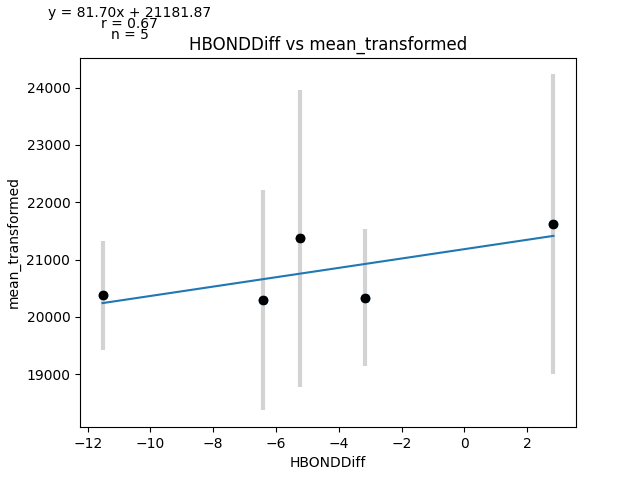 y = 81.70x + 21181.87
r = 0.67
n = 5
HBONDDiff vs mean_transformed
24000
23000
22000
21000
20000
19000
mean_transformed
−12 −10 −8 −6 −4 −2 0 2
HBONDDiff